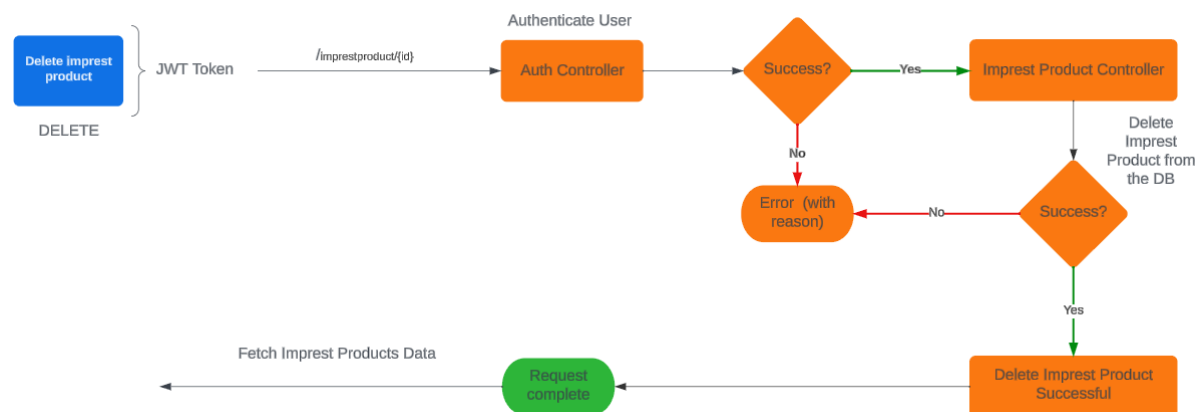 Authenticate User
Delete imprest
product
JWT Token
/imprestproduct/{id}
Auth Controller
Success?
Yes
Imprest Product Controller
DELETE
No
Delete
Imprest
Product from
the DB
Error (with
reason)
No
Success?
Yes
Fetch Imprest Products Data
Request
complete
Delete Imprest Product
Successful